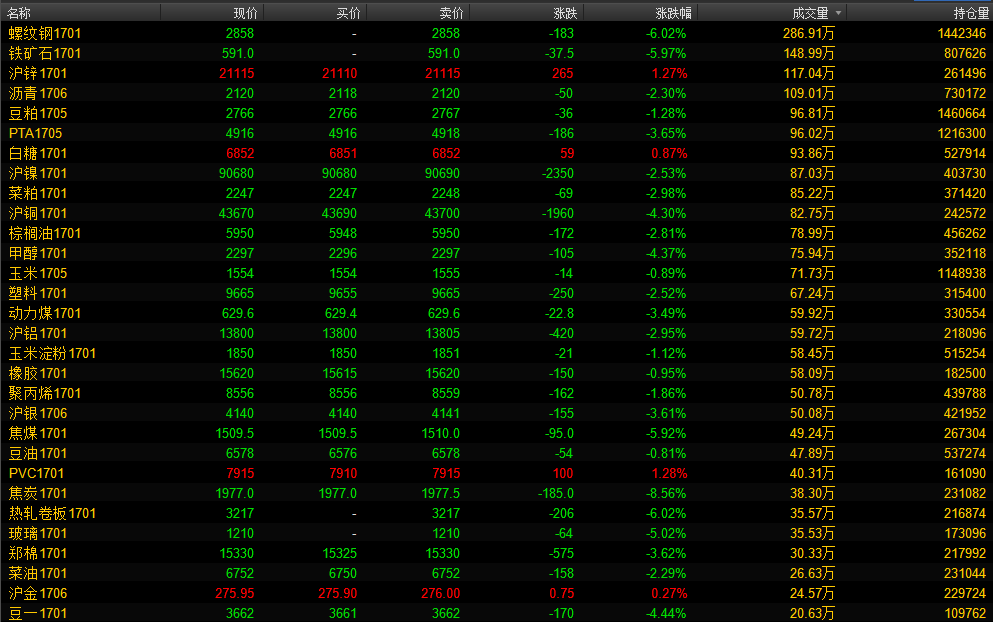 名称 现价 买价 卖价 涨跌 涨跌幅 成交量 持仓量
螺纹钢1701 2858 - 2858 -183 -6.02% 286.91万 1442346
铁矿石1701 591.0 - 591.0 -37.5 -5.97% 148.99万 807626
沪锌1701 21115 21110 21115 265 1.27% 117.04万 261496
沥青1706 2120 2118 2120 -50 -2.30% 109.01万 730172
豆粕1705 2766 2766 2767 -36 -1.28% 96.81万 1460664
PTA1705 4916 4916 4918 -186 -3.65% 96.02万 1216300
白糖1701 6852 6851 6852 59 0.87% 93.86万 527914
沪镍1701 90680 90680 90690 -2350 -2.53% 87.03万 403730
菜粕1701 2247 2247 2248 -69 -2.98% 85.22万 371420
沪铜1701 43670 43690 43700 -1960 -4.30% 82.75万 242572
棕榈油1701 5950 5948 5950 -172 -2.81% 78.99万 456262
甲醇1701 2297 2296 2297 -105 -4.37% 75.94万 352118
玉米1705 1554 1554 1555 -14 -0.89% 71.73万 1148938
塑料1701 9665 9655 9665 -250 -2.52% 67.24万 315400
动力煤1701 629.6 629.4 629.6 -22.8 -3.49% 59.92万 330554
沪铝1701 13800 13800 13805 -420 -2.95% 59.72万 218096
玉米淀粉1701 1850 1850 1851 -21 -1.12% 58.45万 515254
橡胶1701 15620 15615 15620 -150 -0.95% 58.09万 182500
聚丙烯1701 8556 8556 8559 -162 -1.86% 50.78万 439788
沪银1706 4140 4140 4141 -155 -3.61% 50.08万 421952
焦煤1701 1509.5 1509.5 1510.0 -95.0 -5.92% 49.24万 267304
豆油1701 6578 6576 6578 -54 -0.81% 47.89万 537274
PVC1701 7915 7910 7915 100 1.28% 40.31万 161090
焦炭1701 1977.0 1977.0 1977.5 -185.0 -8.56% 38.30万 231082
热轧卷板1701 3217 - 3217 -206 -6.02% 35.57万 216874
玻璃1701 1210 - 1210 -64 -5.02% 35.53万 173096
郑棉1701 15330 15325 15330 -575 -3.62% 30.33万 217992
菜油1701 6752 6750 6752 -158 -2.29% 26.63万 231044
沪金1706 275.95 275.90 276.00 0.75 0.27% 24.57万 229724
豆一1701 3662 3661 3662 -170 -4.44% 20.63万 109762